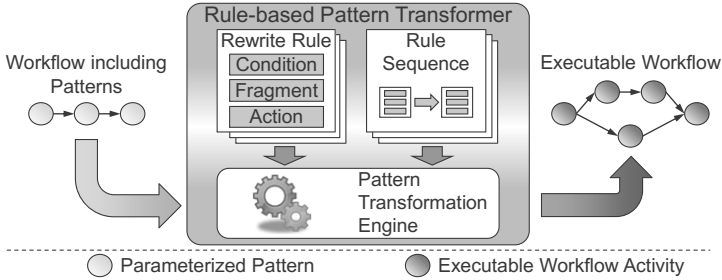 Rule-based Pattern Transformer
Workflow including
Patterns
Rewrite Rule
Condition
Fragment
Action
Rule
Sequence
Executable Workflow
Pattern
Transformation
Engine
Parameterized Pattern
Executable Workflow Activity